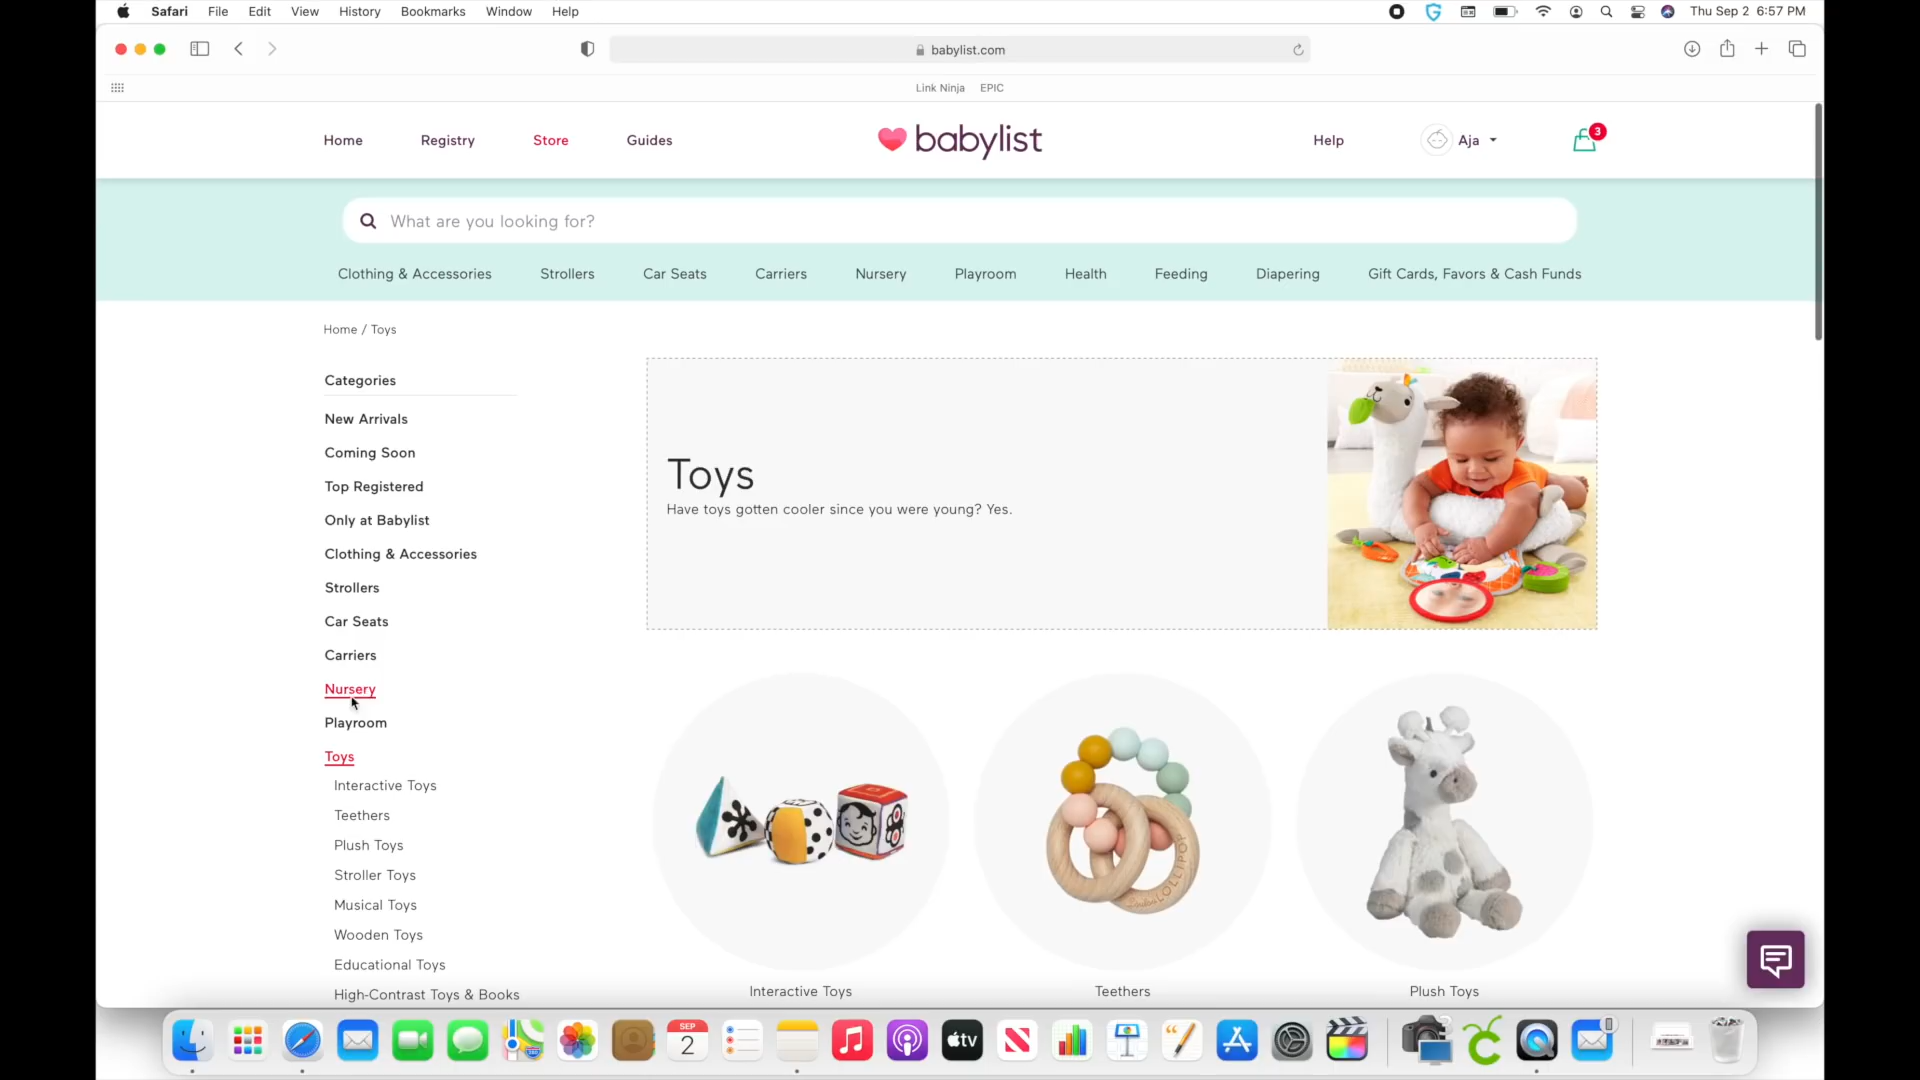 Safari File Edit View History Bookmarks Window Help Thu Sep 2 6:57 PM
babylist.com
Link Ninja EPIC
Home Registry Store Guides babylist Help Aja 3
What are you looking for?
Clothing & Accessories Strollers Car Seats Carriers Nursery Playroom Health Feeding Diapering Gift Cards, Favors & Cash Funds
Home / Toys
Categories
New Arrivals
Coming Soon
Top Registered
Only at Babylist
Clothing & Accessories
Strollers
Car Seats
Carriers
Nursery
Playroom
Toys
Interactive Toys
Teethers
Plush Toys
Stroller Toys
Musical Toys
Wooden Toys
Educational Toys
High-Contrast Toys & Books
Toys
Have toys gotten cooler since you were young? Yes.
Interactive Toys Teethers Plush Toys
SEP
2
tv